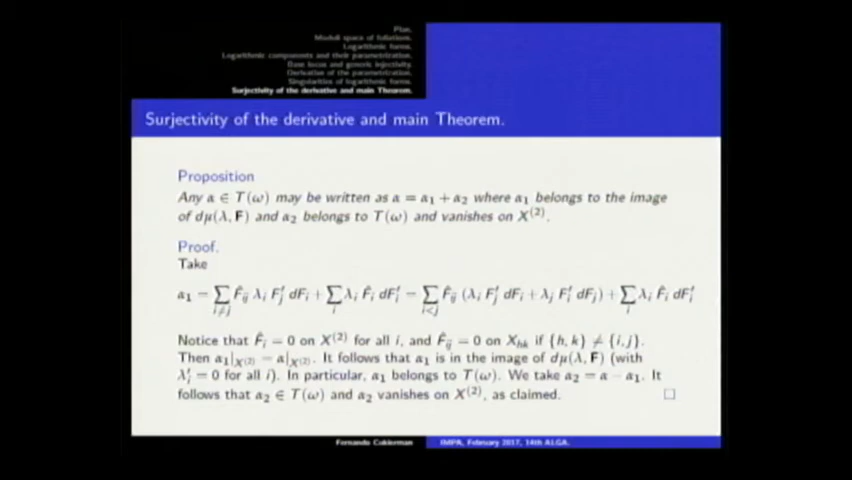 Plan.
Moduli space of foliations.
Logarithmic forms.
Logarithmic components and their parametrization.
Base locus and generic injectivity.
Derivative of the parametrization.
Singularities of logarithmic forms.
Surjectivity of the derivative and main Theorem.
Surjectivity of the derivative and main Theorem.
Proposition
Any α ∈ T(ω) may be written as α = α₁ + α₂ where α₁ belongs to the image
of dμ(λ, F) and α₂ belongs to T(ω) and vanishes on X⁽²⁾.
Proof.
Take
α₁ = ∑_{i≠j} F̂_{ij} λ_i F'_j dF_i + ∑_i λ_i F̂_i dF'_i = ∑_{i<j} F̂_{ij} (λ_i F'_j dF_i + λ_j F'_i dF_j) + ∑_i λ_i F̂_i dF'_i
Notice that F̂_i = 0 on X⁽²⁾ for all i, and F̂_{ij} = 0 on X_{hk} if {h, k} ≠ {i, j}.
Then α₁|_{X⁽²⁾} = α|_{X⁽²⁾}. It follows that α₁ is in the image of dμ(λ, F) (with
λ'_i = 0 for all i). In particular, α₁ belongs to T(ω). We take α₂ = α − α₁. It
follows that α₂ ∈ T(ω) and α₂ vanishes on X⁽²⁾, as claimed. □
Fernando Cukierman
IMPA, February 2017, 14th ALGA.